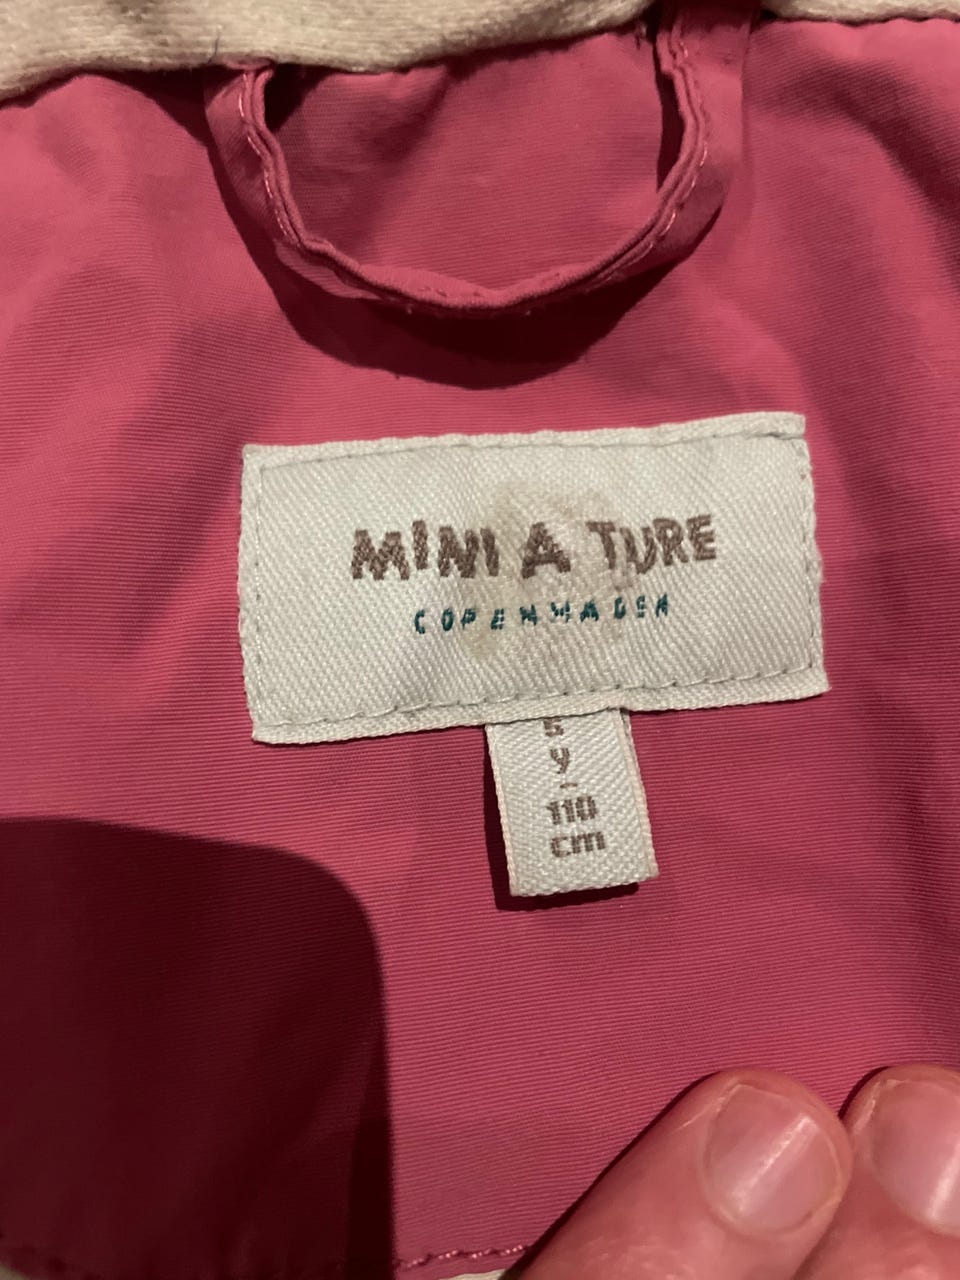 MINI A TURE
COPENHAGEN
5
y
-
110
cm